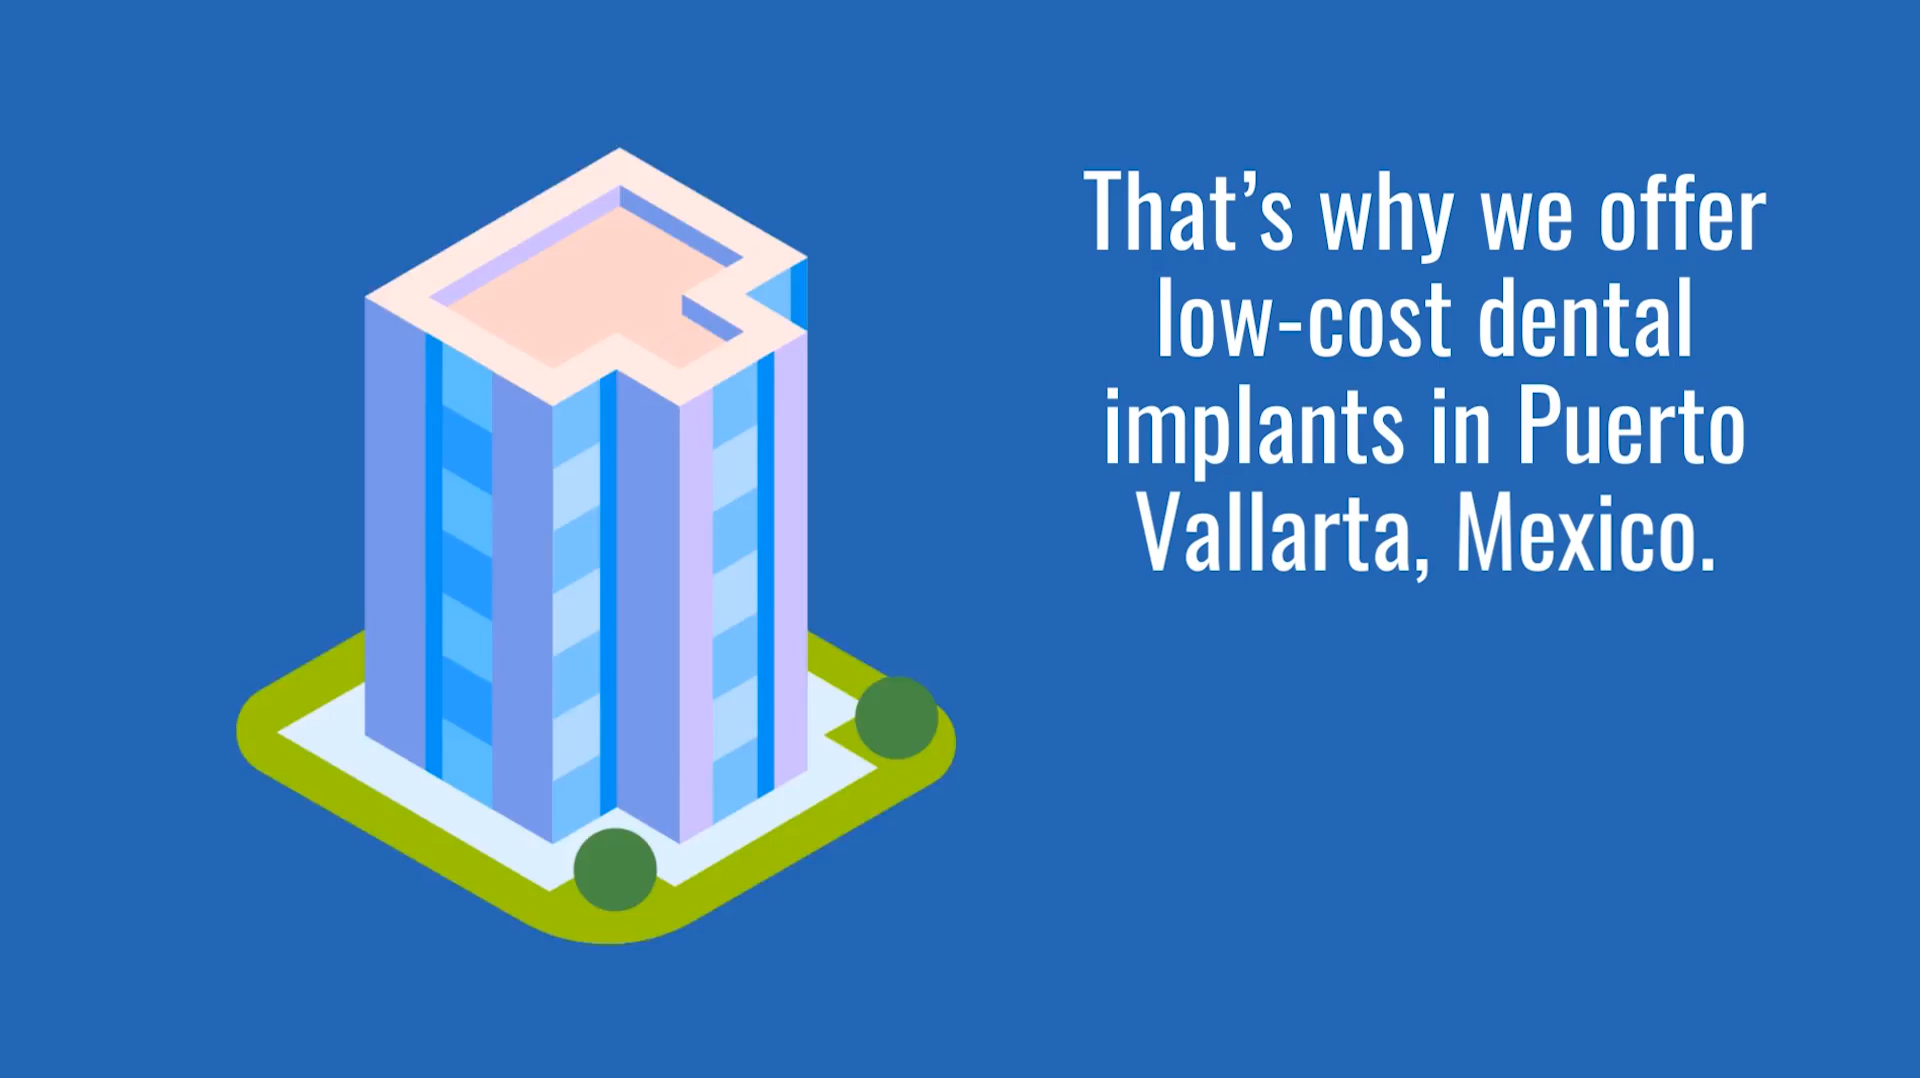 That’s why we offer
low-cost dental
implants in Puerto
Vallarta, Mexico.